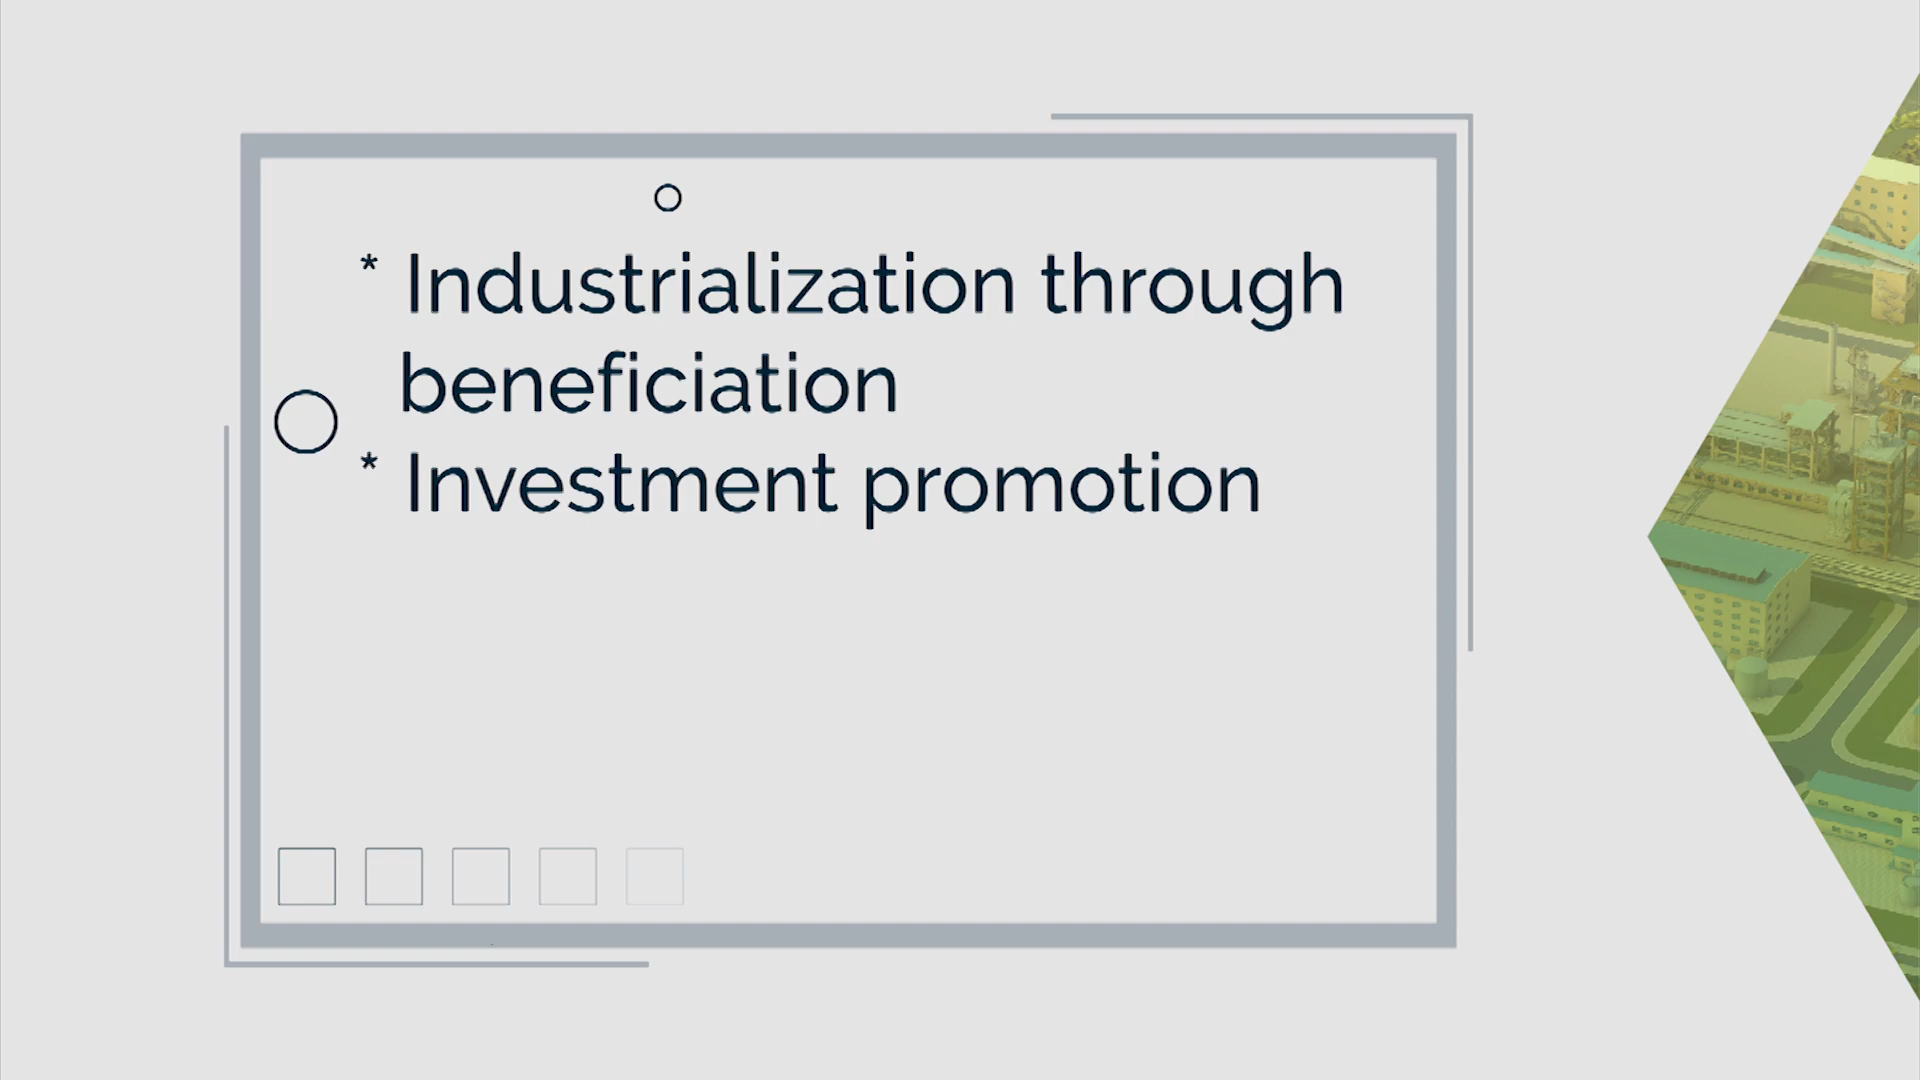 * Industrialization through
beneficiation
* Investment promotion